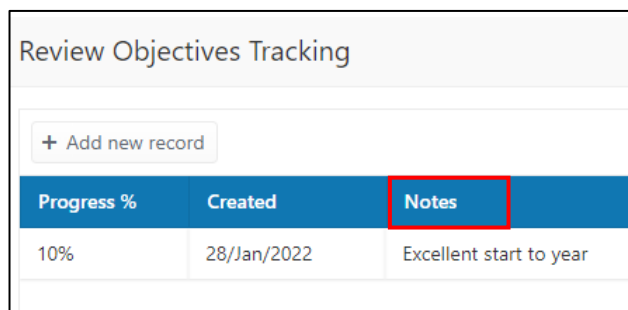 Review Objectives Tracking
+ Add new record
Progress % Created Notes
10% 28/Jan/2022 Excellent start to year